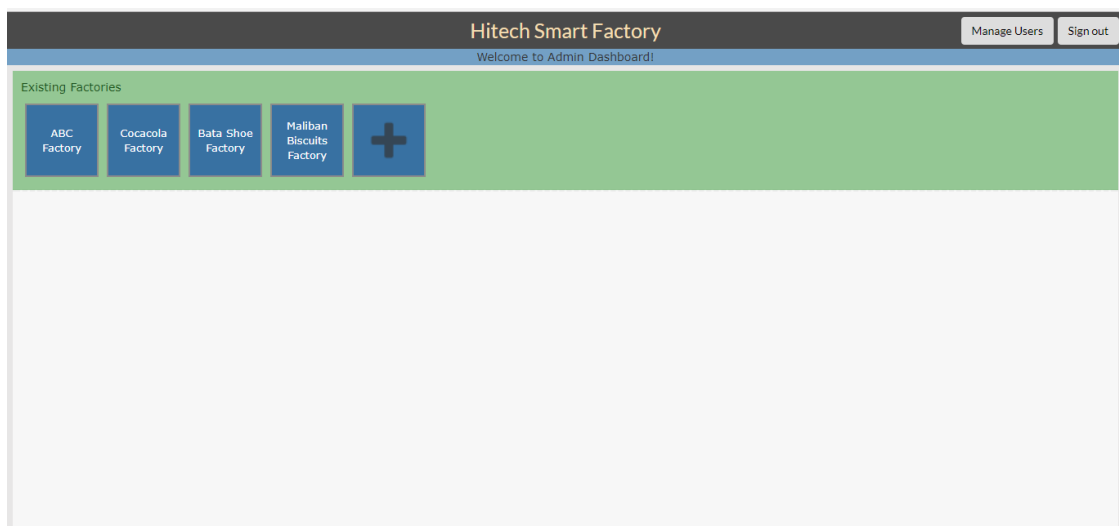 Hitech Smart Factory
Manage Users
Sign out
Welcome to Admin Dashboard!
Existing Factories
ABC
Factory
Cocacola
Factory
Bata Shoe
Factory
Maliban
Biscuits
Factory